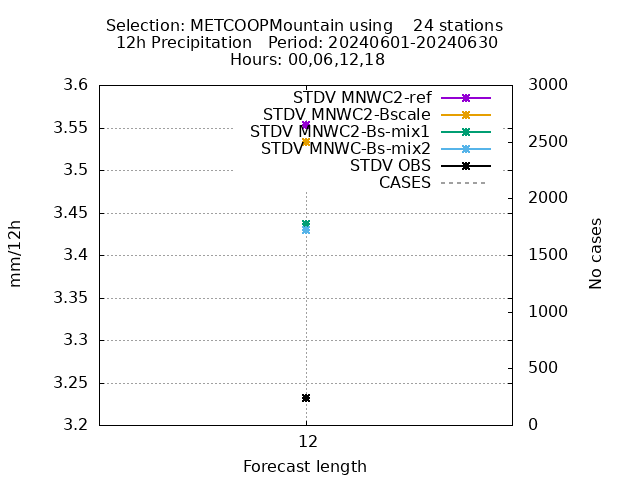 Selection: METCOOPMountain using    24 stations
12h Precipitation   Period: 20240601-20240630
Hours: 00,06,12,18
3.6
3.55
3.5
3.45
3.4
3.35
3.3
3.25
3.2
3000
2500
2000
1500
1000
500
0
STDV MNWC2-ref
STDV MNWC2-Bscale
STDV MNWC2-Bs-mix1
STDV MNWC-Bs-mix2
STDV OBS
CASES
mm/12h
No cases
12
Forecast length